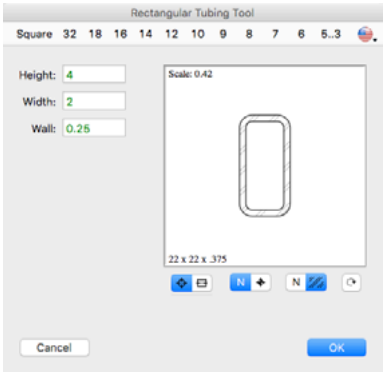 Rectangular Tubing Tool
Square 32 18 16 14 12 10 9 8 7 6 5..3
Height: 4
Width: 2
Wall: 0.25
Scale: 0.42
22 x 22 x .375
N N
Cancel OK